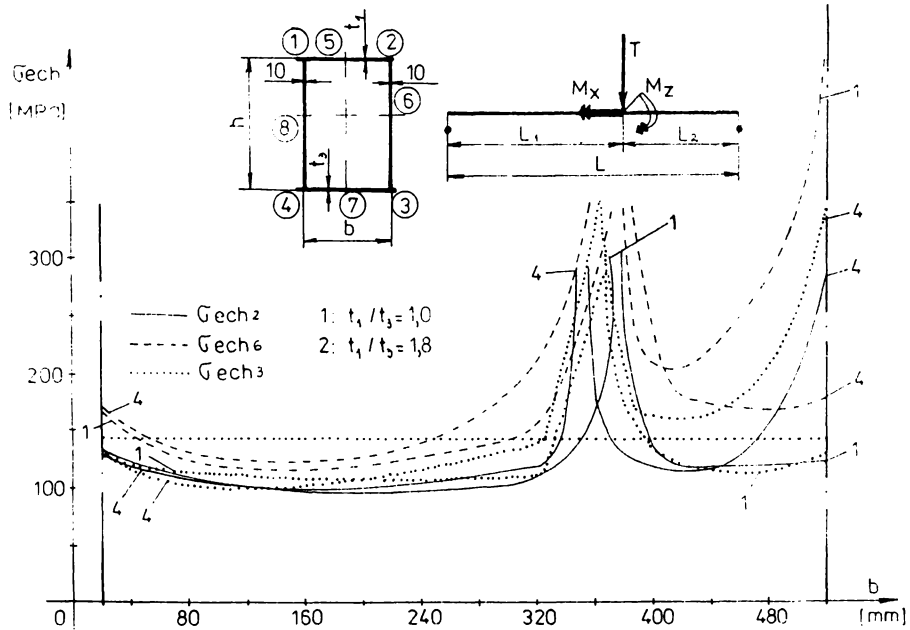 σech
[MPa]
300
200
100
0
80
160
240
320
400
480
b
[mm]
① ⑤ ②
t₁
10 10
⑥
h
⑧
t₃
④ ⑦ ③
b
T
Mx Mz
L₁ L₂
L
σech2 1: t₁/t₃=1,0
σech6 2: t₁/t₃=1,8
σech3
4
1
1
4
4
4
1
1
4
4
4
1
1